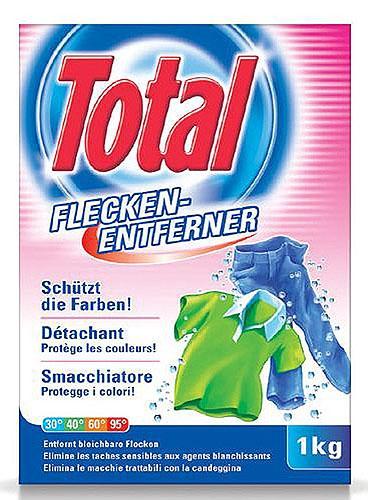 Total
FLECKEN-
ENTFERNER
Schützt
die Farben!
Détachant
Protège les couleurs!
Smacchiatore
Protegge i colori!
30° 40° 60° 95°
Entfernt bleichbare Flecken
Elimine les taches sensibles aux agents blanchissants
Elimina le macchie trattabili con la candeggina
1kg